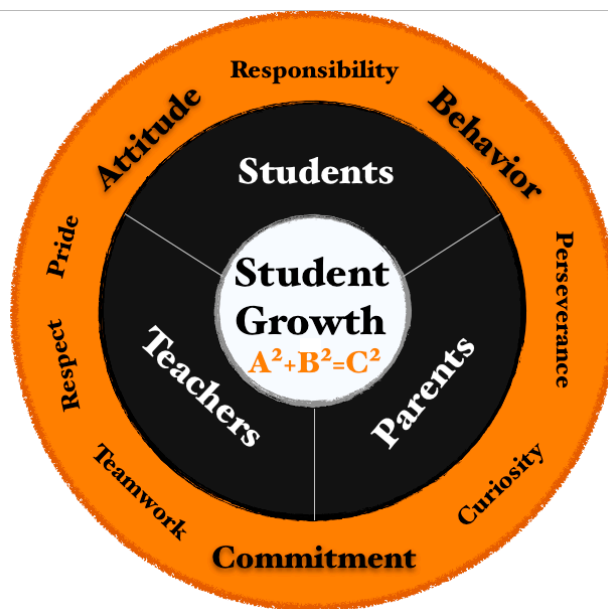 Responsibility
Attitude
Behavior
Students
Pride
Perseverance
Student
Growth
A²+B²=C²
Respect
Teachers
Parents
Teamwork
Curiosity
Commitment